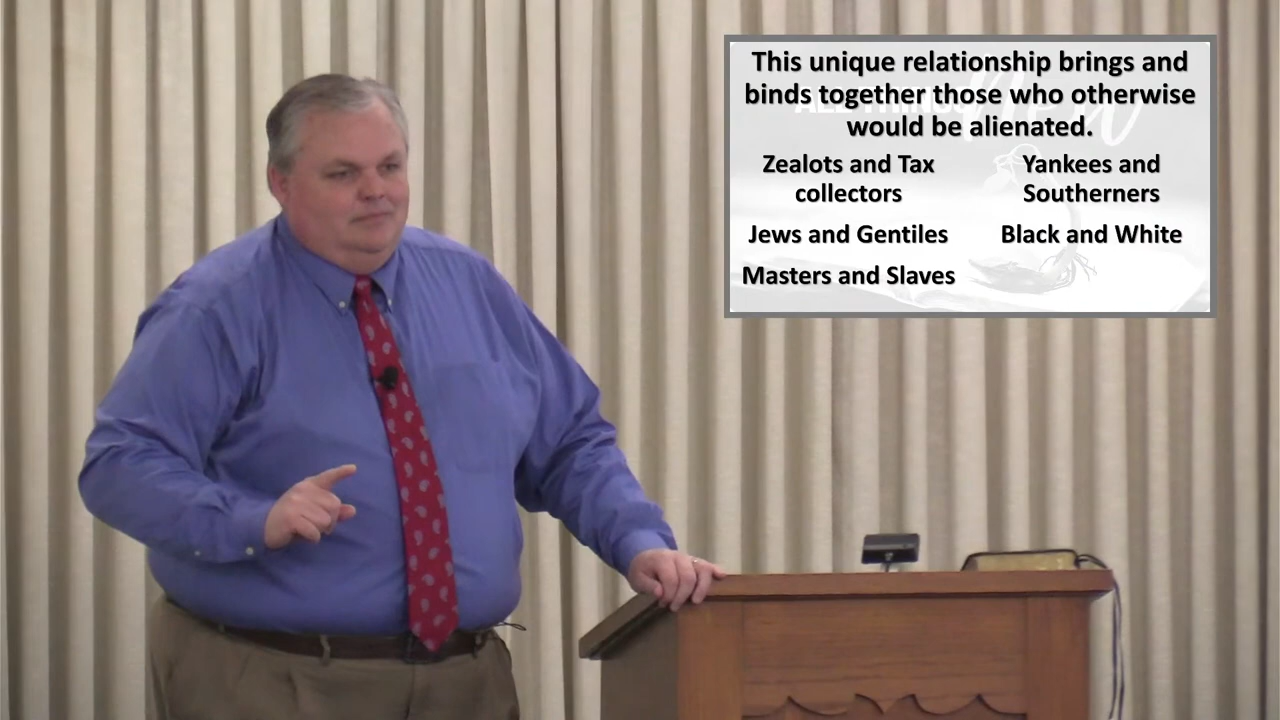 This unique relationship brings and
binds together those who otherwise
would be alienated.
Zealots and Tax
collectors
Jews and Gentiles
Masters and Slaves
Yankees and
Southerners
Black and White